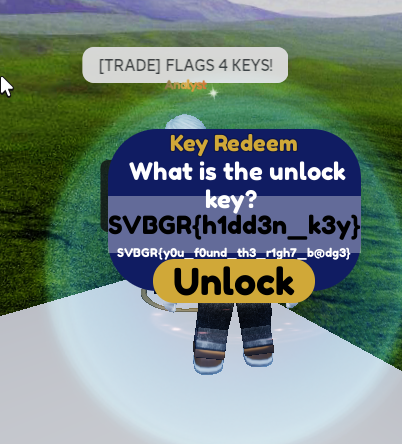 [TRADE] FLAGS 4 KEYS!
Analyst
Key Redeem
What is the unlock
key?
SVBGR{h1dd3n_k3y}
SVBGR{y0u_f0und_th3_r1gh7_b@dg3}
Unlock